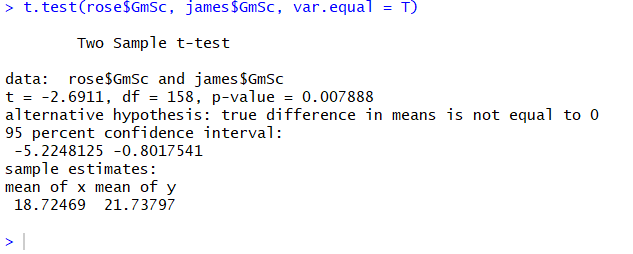 > t.test(rose$GmSc, james$GmSc, var.equal = T)
Two Sample t-test
data:  rose$GmSc and james$GmSc
t = -2.6911, df = 158, p-value = 0.007888
alternative hypothesis: true difference in means is not equal to 0
95 percent confidence interval:
-5.2248125 -0.8017541
sample estimates:
mean of x mean of y
18.72469  21.73797
>